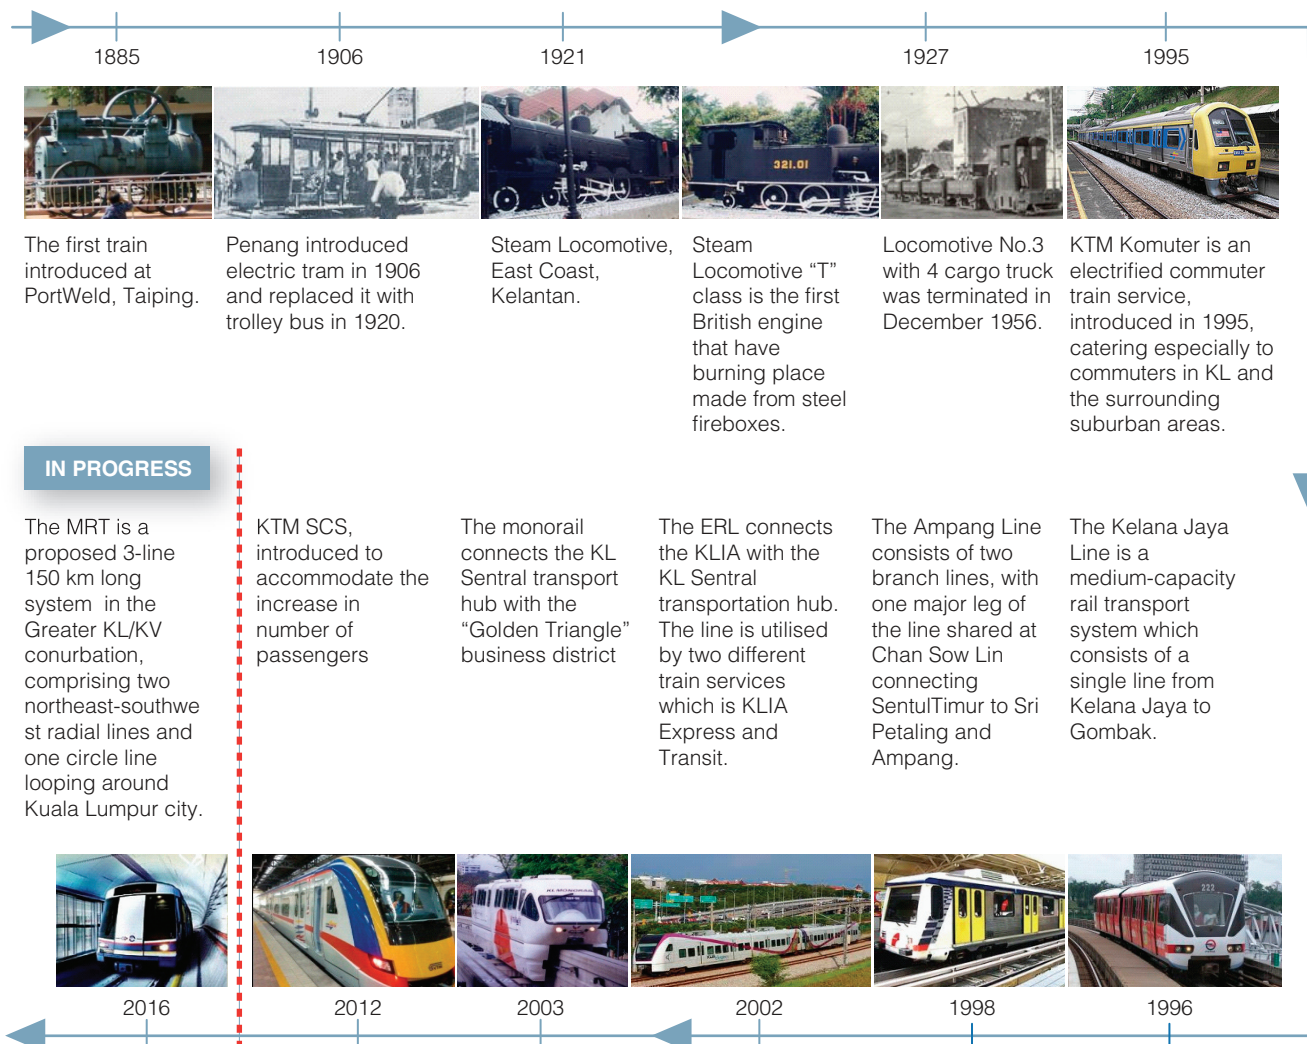 1885
1906
1921
1927
1995
321.01
The first train
introduced at
PortWeld, Taiping.
Penang introduced
electric tram in 1906
and replaced it with
trolley bus in 1920.
Steam Locomotive,
East Coast,
Kelantan.
Steam
Locomotive “T”
class is the first
British engine
that have
burning place
made from steel
fireboxes.
Locomotive No.3
with 4 cargo truck
was terminated in
December 1956.
KTM Komuter is an
electrified commuter
train service,
introduced in 1995,
catering especially to
commuters in KL and
the surrounding
suburban areas.
IN PROGRESS
The MRT is a
proposed 3-line
150 km long
system in the
Greater KL/KV
conurbation,
comprising two
northeast-southwe
st radial lines and
one circle line
looping around
Kuala Lumpur city.
KTM SCS,
introduced to
accommodate the
increase in
number of
passengers
The monorail
connects the KL
Sentral transport
hub with the
“Golden Triangle”
business district
The ERL connects
the KLIA with the
KL Sentral
transportation hub.
The line is utilised
by two different
train services
which is KLIA
Express and
Transit.
The Ampang Line
consists of two
branch lines, with
one major leg of
the line shared at
Chan Sow Lin
connecting
SentulTimur to Sri
Petaling and
Ampang.
The Kelana Jaya
Line is a
medium-capacity
rail transport
system which
consists of a
single line from
Kelana Jaya to
Gombak.
222
2016
2012
2003
2002
1998
1996